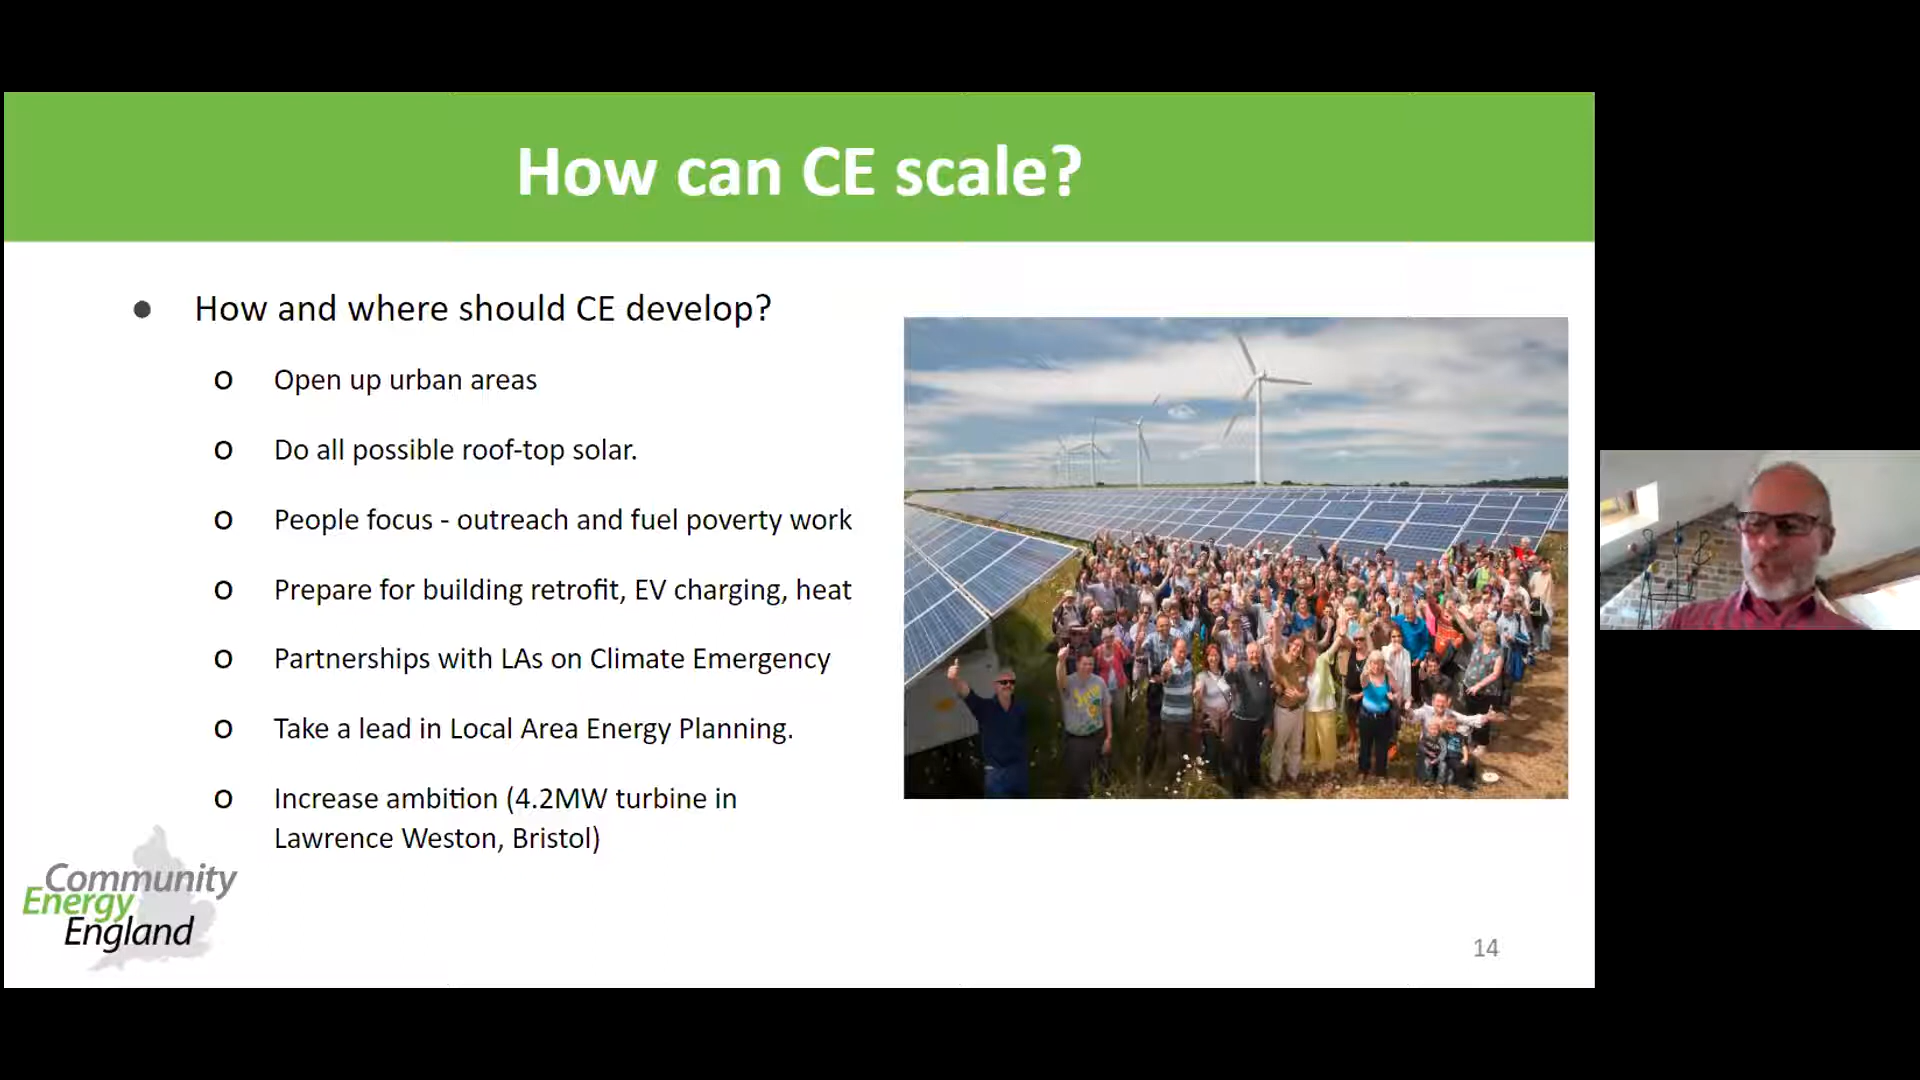 How can CE scale?
● How and where should CE develop?
o Open up urban areas
o Do all possible roof-top solar.
o People focus - outreach and fuel poverty work
o Prepare for building retrofit, EV charging, heat
o Partnerships with LAs on Climate Emergency
o Take a lead in Local Area Energy Planning.
o Increase ambition (4.2MW turbine in
Lawrence Weston, Bristol)
Community
Energy
England
14